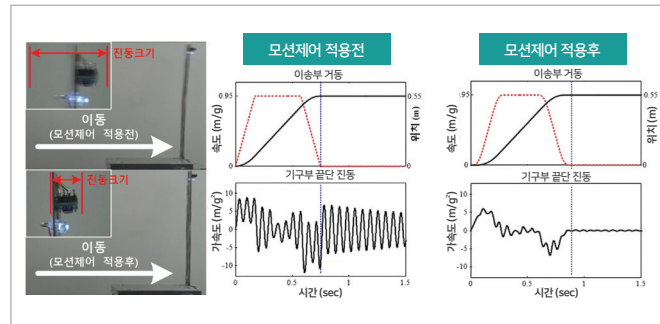 진동크기
이동
(모션제어 적용전)
진동크기
이동
(모션제어 적용후)
모션제어 적용전
이송부 거동
0.95
0.55
속도 (m/g)
위치 (m)
0
0
기구부 끝단 진동
가속도 (m/g²)
10
5
0
-5
-10
0
0.5
1
1.5
시간 (sec)
모션제어 적용후
이송부 거동
0.95
0.55
속도 (m/g)
위치(m)
0
0
기구부 끝단 진동
가속도 (m/g²)
10
5
0
-5
-10
0
0.5
1
1.5
시간(sec)